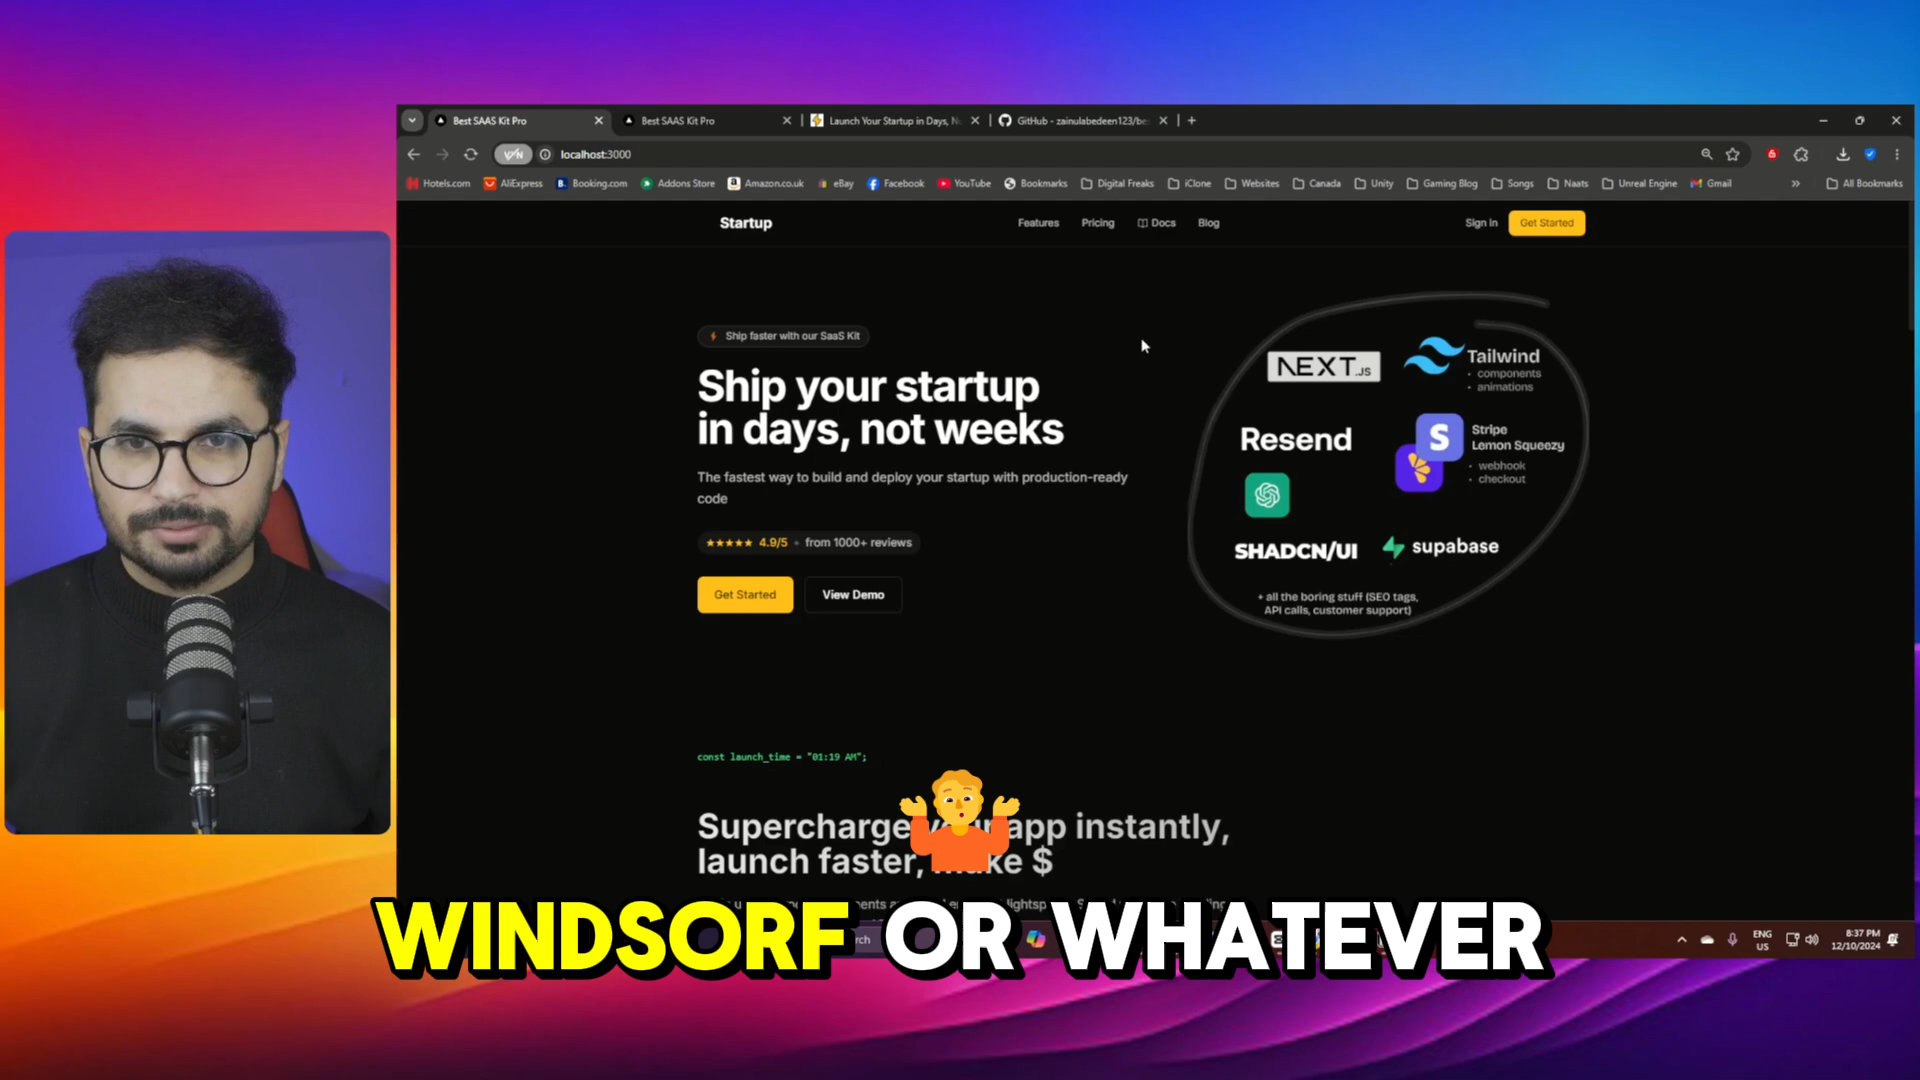 Best SAAS Kit Pro
Best SAAS Kit Pro
Launch Your Startup in Days, N
GitHub - zainulabedeen123/be
VPN
localhost:3000
6
Hotels.com
AliExpress
B.
Booking.com
Addons Store
Amazon.co.uk
eBay
Facebook
YouTube
Bookmarks
Digital Freaks
iClone
Websites
Canada
Unity
Gaming Blog
Songs
Naats
Unreal Engine
Gmail
All Bookmarks
Startup
Features
Pricing
Docs
Blog
Sign in
Get Started
Ship faster with our SaaS Kit
Ship your startup
in days, not weeks
The fastest way to build and deploy your startup with production-ready
code
★★★★★ 4.9/5 • from 1000+ reviews
Get Started
View Demo
NEXT.JS
Tailwind
• components
• animations
Resend
S
Stripe
Lemon Squeezy
• webhook
• checkout
SHADCN/UI
supabase
+ all the boring stuff (SEO tags,
API calls, customer support)
const launch_time = "01:19 AM";
Supercharge your app instantly,
launch faster, make $
WINDSORF OR WHATEVER
ENG
US
8:37 PM
12/10/2024